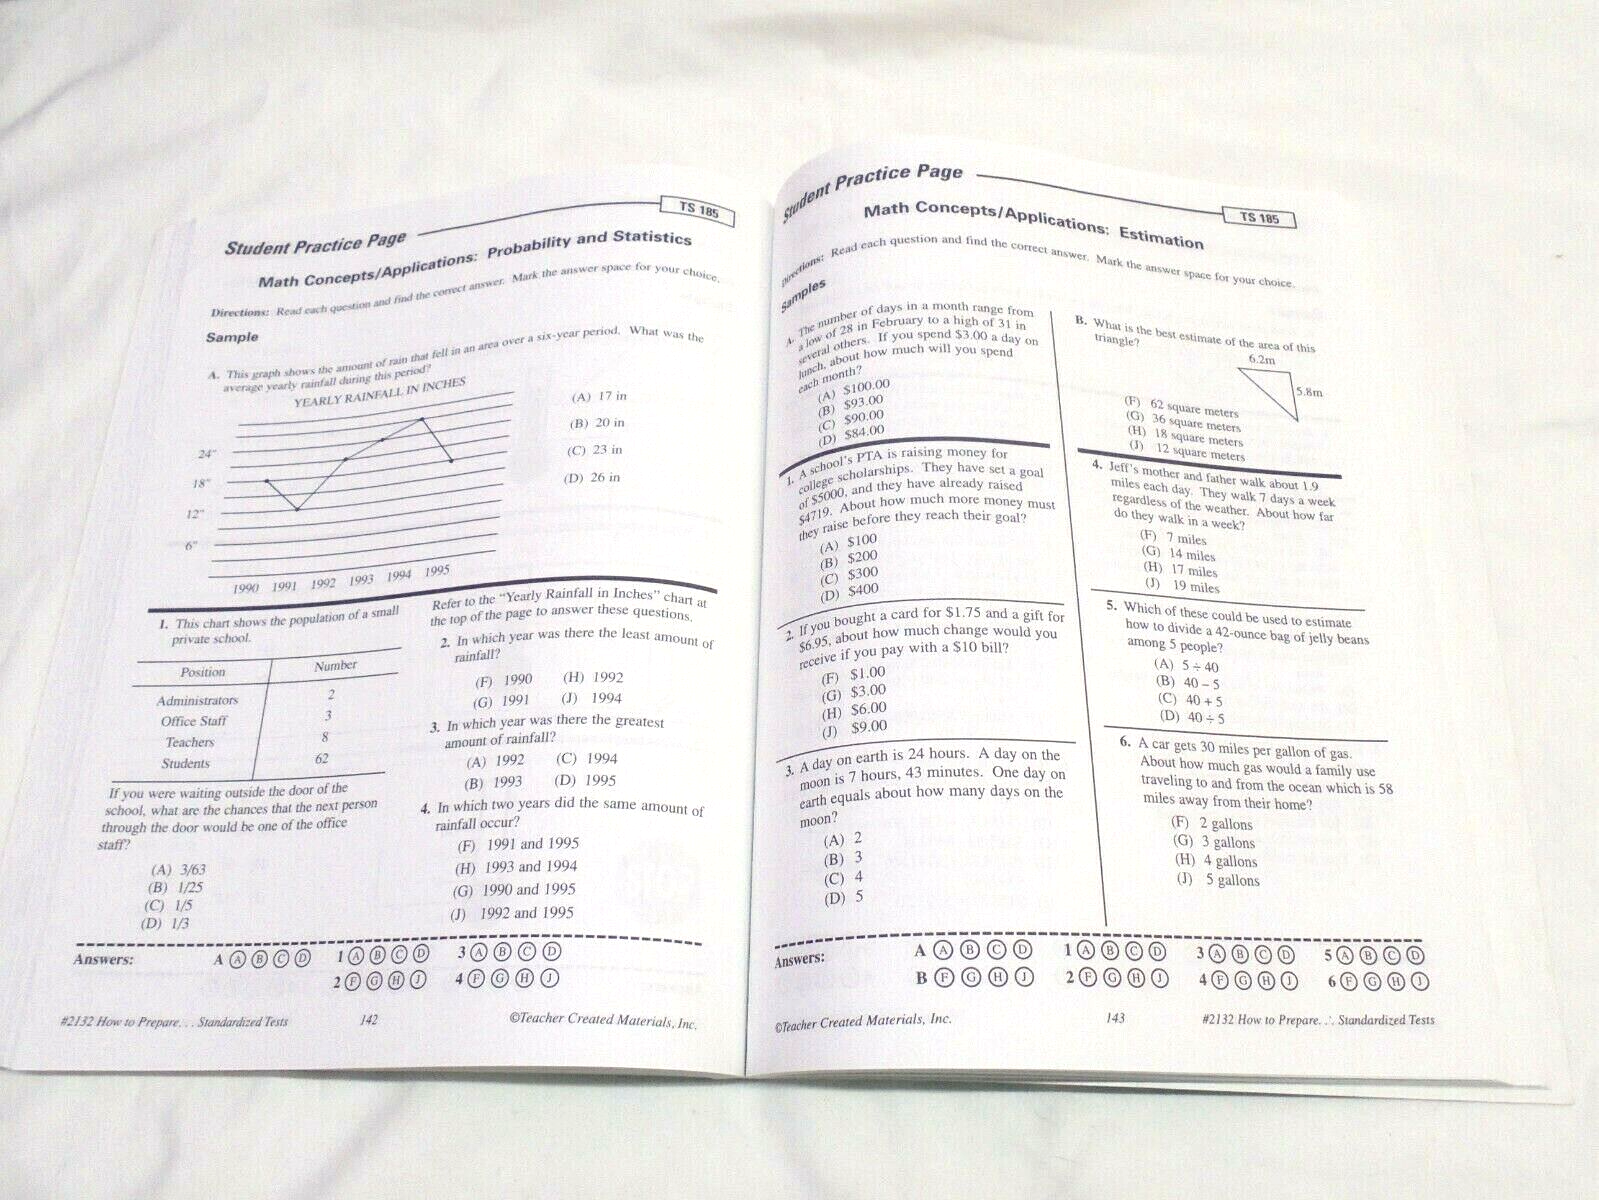 Student Practice Page
TS 185
Math Concepts/Applications: Probability and Statistics
Directions: Read each question and find the correct answer. Mark the answer space for your choice.
Sample
A. This graph shows the amount of rain that fell in an area over a six-year period. What was the
average yearly rainfall during this period?
YEARLY RAINFALL IN INCHES
24"
18"
12"
6"
1990 1991 1992 1993 1994 1995
(A) 17 in
(B) 20 in
(C) 23 in
(D) 26 in
1. This chart shows the population of a small
private school.
Position Number
Administrators 2
Office Staff 3
Teachers 8
Students 62
If you were waiting outside the door of the
school, what are the chances that the next person
through the door would be one of the office
staff?
(A) 3/63
(B) 1/25
(C) 1/5
(D) 1/3
Refer to the "Yearly Rainfall in Inches" chart at
the top of the page to answer these questions.
2. In which year was there the least amount of
rainfall?
(F) 1990 (H) 1992
(G) 1991 (J) 1994
3. In which year was there the greatest
amount of rainfall?
(A) 1992 (C) 1994
(B) 1993 (D) 1995
4. In which two years did the same amount of
rainfall occur?
(F) 1991 and 1995
(H) 1993 and 1994
(G) 1990 and 1995
(J) 1992 and 1995
Answers: A A B C D 1 A B C D 3 A B C D
2 F G H J 4 F G H J
#2132 How to Prepare. . . Standardized Tests 142 ©Teacher Created Materials, Inc.
Student Practice Page
TS 185
Math Concepts/Applications: Estimation
Directions: Read each question and find the correct answer. Mark the answer space for your choice.
Samples
A. The number of days in a month range from
a low of 28 in February to a high of 31 in
several others. If you spend $3.00 a day on
lunch, about how much will you spend
each month?
(A) $100.00
(B) $93.00
(C) $90.00
(D) $84.00
B. What is the best estimate of the area of this
triangle?
6.2m
5.8m
(F) 62 square meters
(G) 36 square meters
(H) 18 square meters
(J) 12 square meters
1. A school's PTA is raising money for
college scholarships. They have set a goal
of $5000, and they have already raised
$4719. About how much more money must
they raise before they reach their goal?
(A) $100
(B) $200
(C) $300
(D) $400
2. If you bought a card for $1.75 and a gift for
$6.95, about how much change would you
receive if you pay with a $10 bill?
(F) $1.00
(G) $3.00
(H) $6.00
(J) $9.00
3. A day on earth is 24 hours. A day on the
moon is 7 hours, 43 minutes. One day on
earth equals about how many days on the
moon?
(A) 2
(B) 3
(C) 4
(D) 5
4. Jeff's mother and father walk about 1.9
miles each day. They walk 7 days a week
regardless of the weather. About how far
do they walk in a week?
(F) 7 miles
(G) 14 miles
(H) 17 miles
(J) 19 miles
5. Which of these could be used to estimate
how to divide a 42-ounce bag of jelly beans
among 5 people?
(A) 5 ÷ 40
(B) 40 – 5
(C) 40 + 5
(D) 40 ÷ 5
6. A car gets 30 miles per gallon of gas.
About how much gas would a family use
traveling to and from the ocean which is 58
miles away from their home?
(F) 2 gallons
(G) 3 gallons
(H) 4 gallons
(J) 5 gallons
Answers: A A B C D 1 A B C D 3 A B C D 5 A B C D
B F G H J 2 F G H J 4 F G H J 6 F G H J
©Teacher Created Materials, Inc. 143 #2132 How to Prepare. . . Standardized Tests